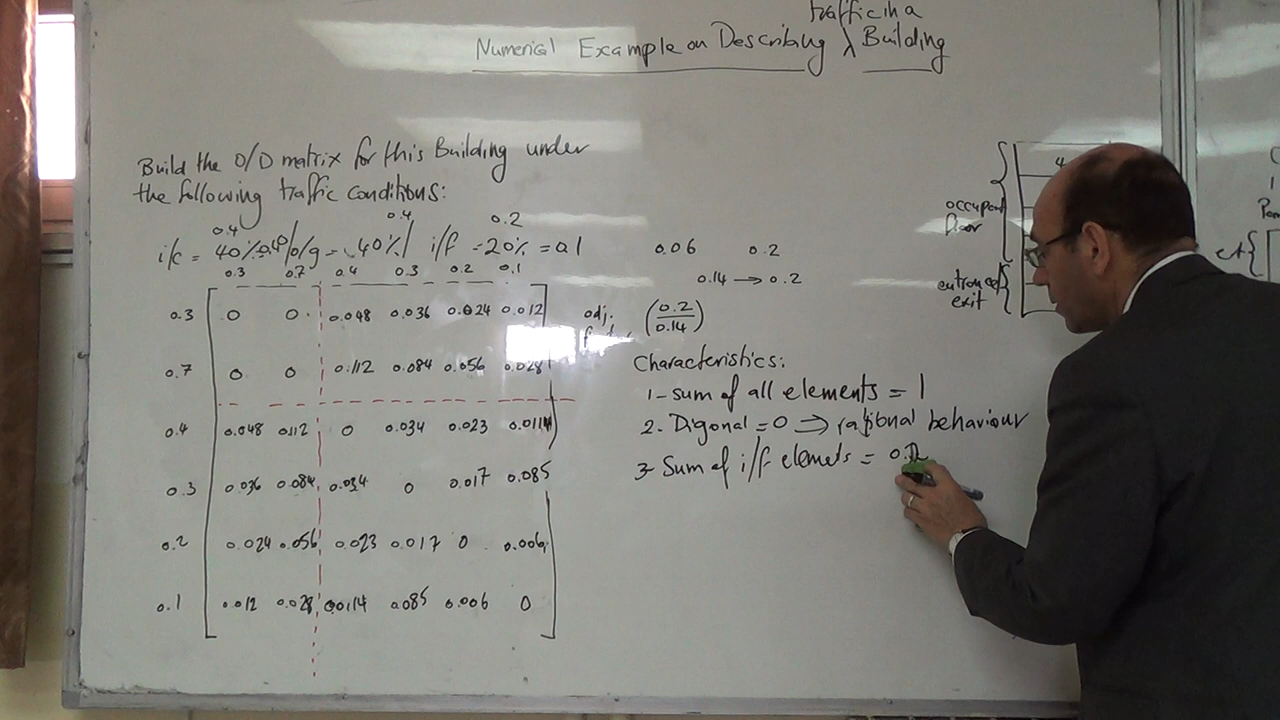 traffic in a
Numerical Example on Describing λ Building
Build the O/D matrix for this Building under
the following traffic conditions:
0.4 0.4 0.2
i/c = 40% o/g = 40% i/f = 20%
0.3 0.7 0.4 0.3 0.2 0.1
0.3 0 0 0.048 0.036 0.024 0.012
0.7 0 0 0.112 0.084 0.056 0.028
0.4 0.048 0.112 0 0.034 0.023 0.0114
0.3 0.036 0.084 0.034 0 0.017 0.085
0.2 0.024 0.056 0.023 0.017 0 0.006
0.1 0.012 0.028 0.0114 0.085 0.006 0
0.06 0.2
0.14 → 0.2
adj. (0.2/0.14)
Characteristics:
1- sum of all elements = 1
2. Digonal = 0 ⇒ rational behaviour
3- Sum of i/f elements =
4
occupant
floor
entrance
exit